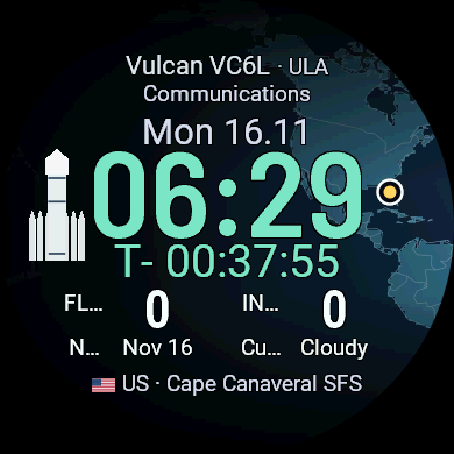 Vulcan VC6L · ULA
Communications
Mon 16.11
06:29
T- 00:37:55
FL... 0 IN... 0
N... Nov 16 Cu... Cloudy
US · Cape Canaveral SFS